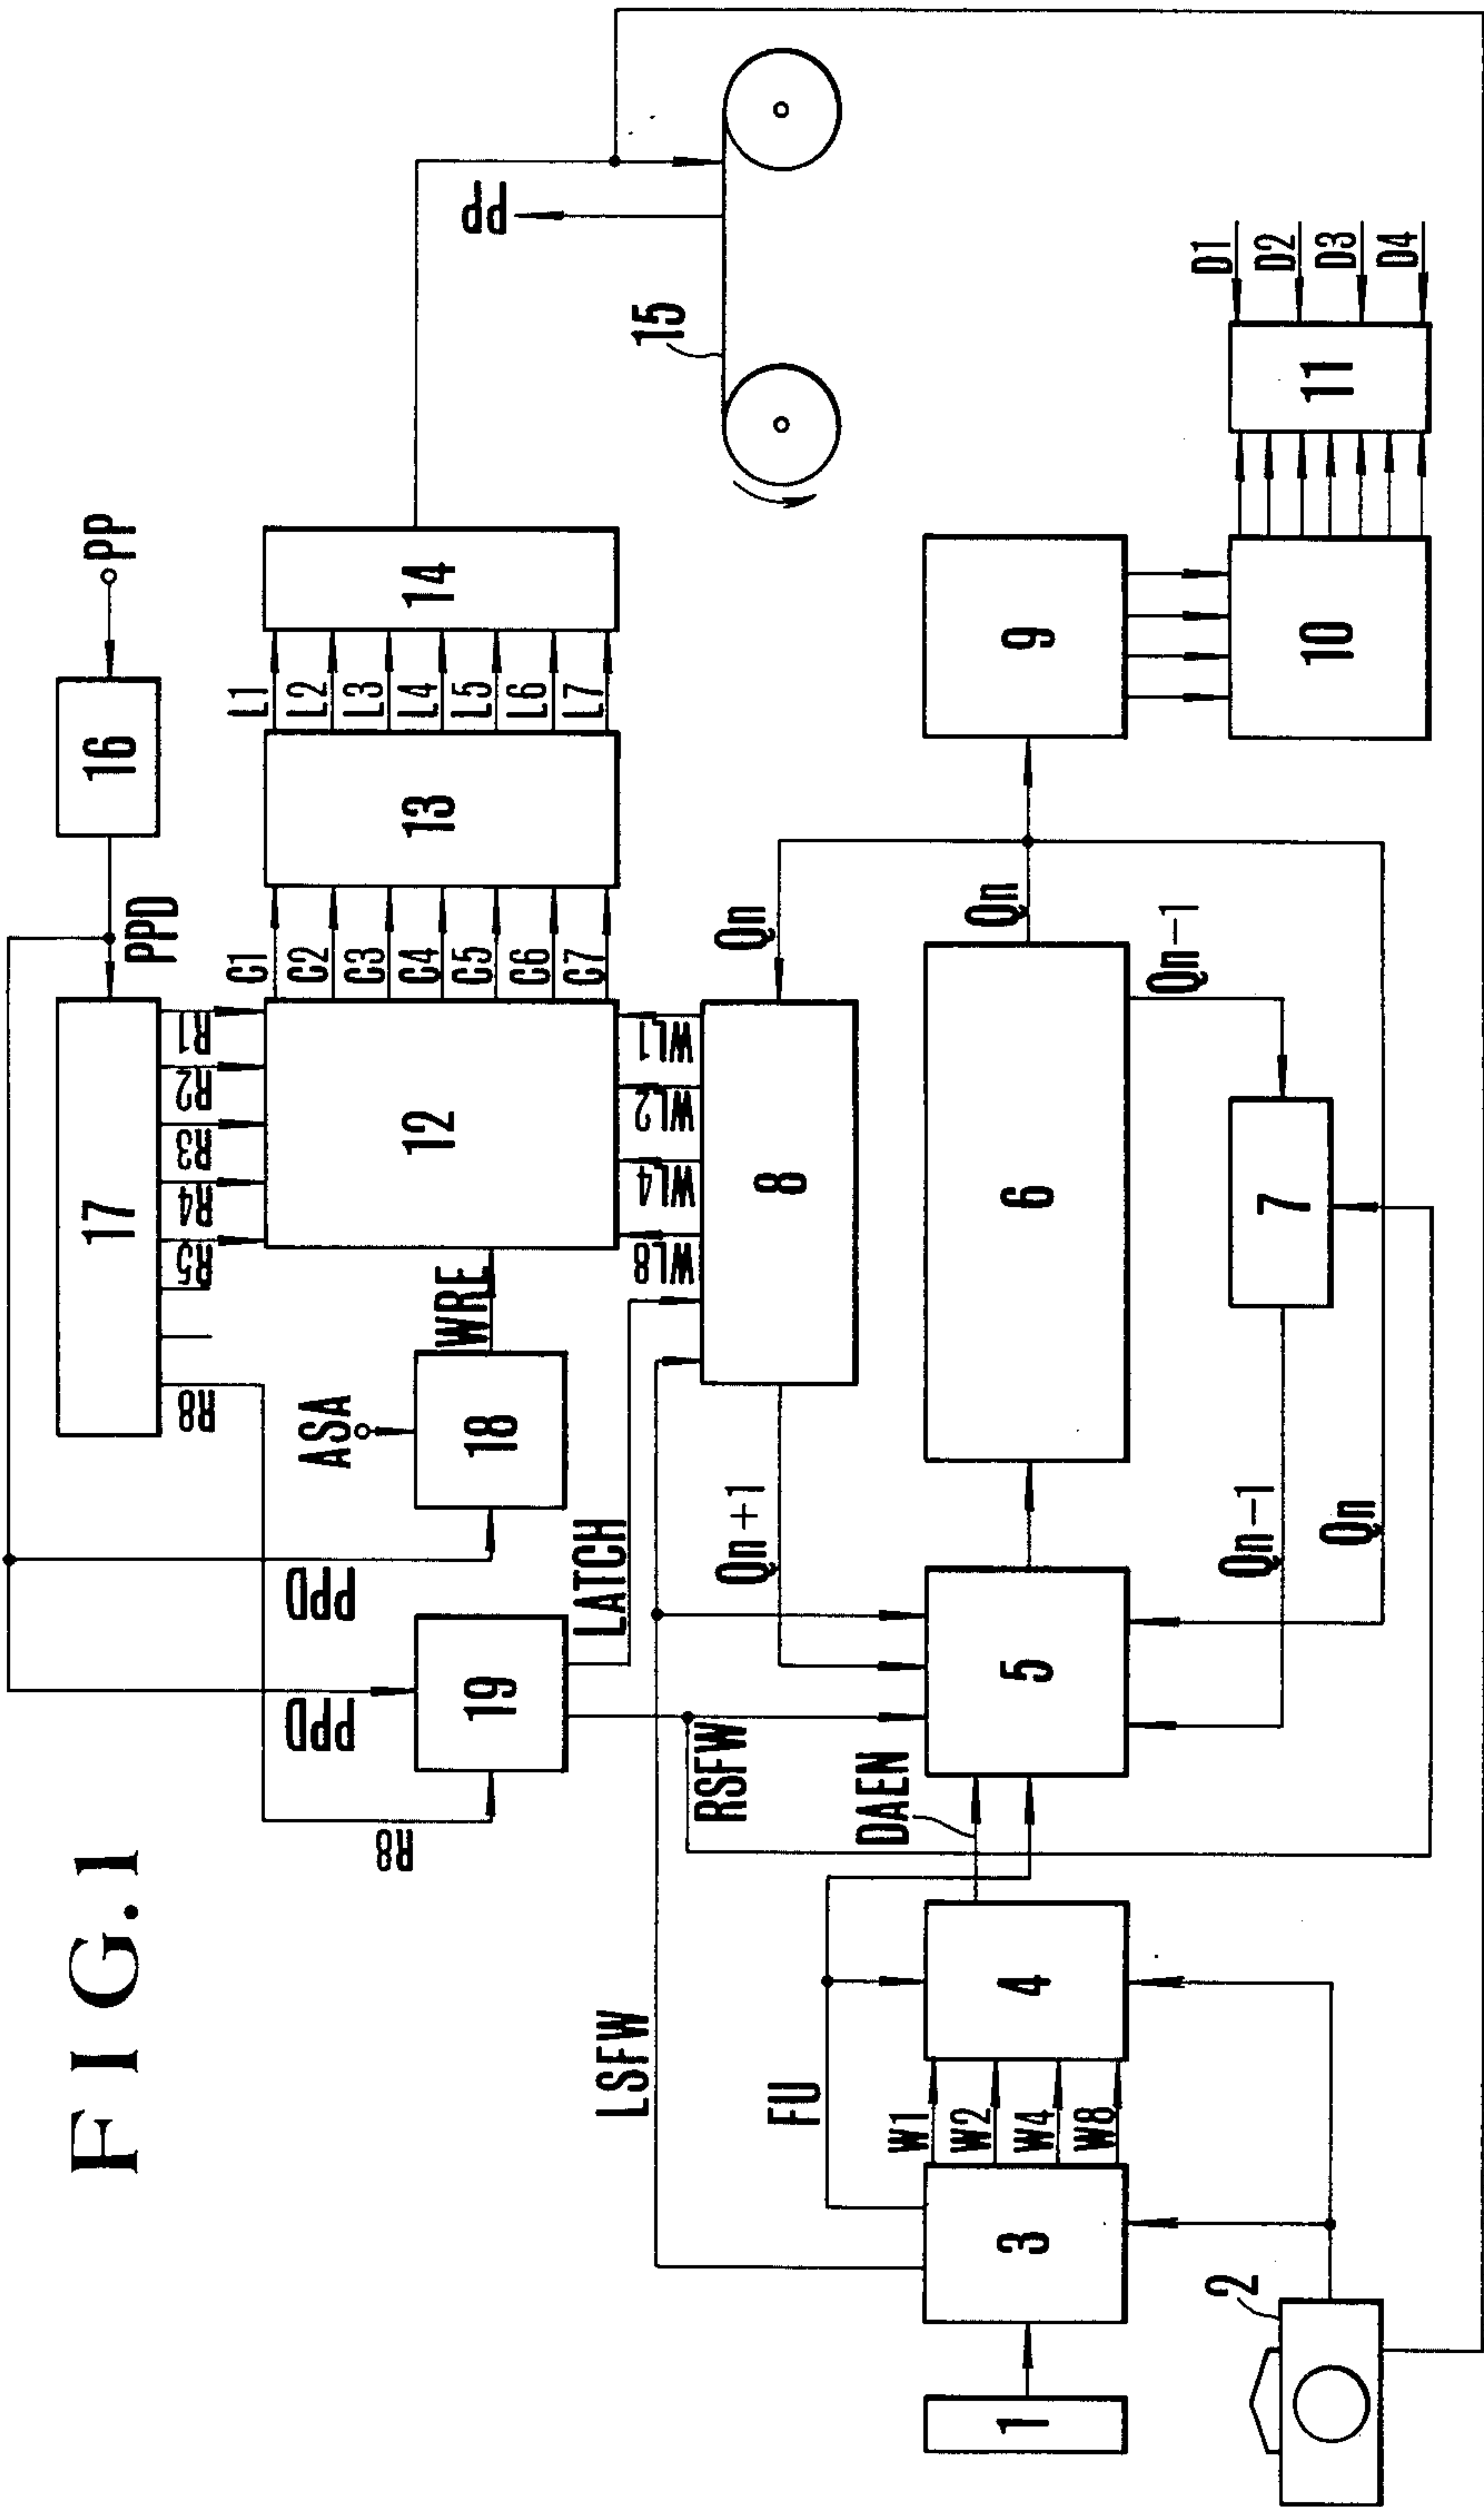 FIG.1
PP
16
PPD
17
R1
R2
R3
R4
R5
R8
C1
C2
C3
C4
C5
C6
C7
L1
L2
L3
L4
L5
L6
L7
12
13
14
PP
15
ASA
18
WRE
PPD
PPD
19
R8
LATCH
WL1
WL2
WL4
WL8
8
Qn
Qn+1
LSFW
RSFW
DAEN
FU
W1
W2
W4
W8
1
2
3
4
5
6
7
Qn
Qn-1
Qn-1
Qn
9
10
11
D1
D2
D3
D4